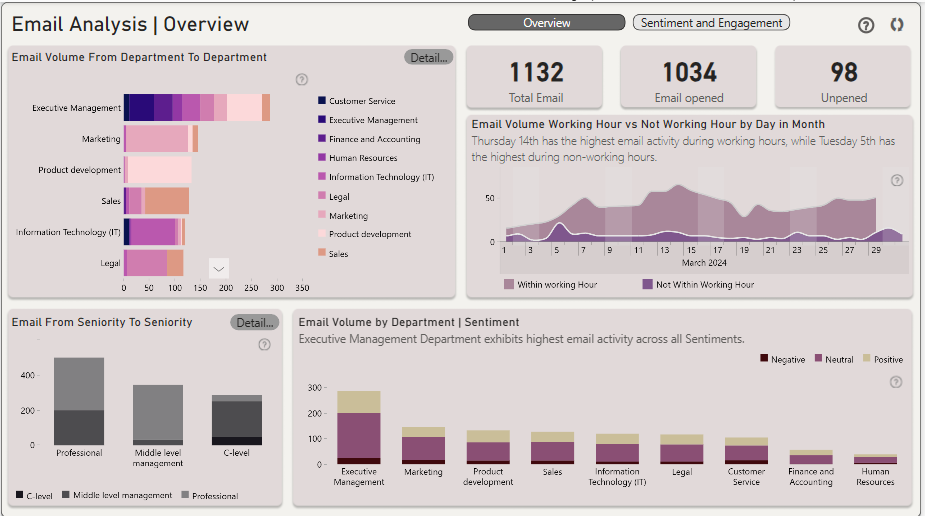 Email Analysis | Overview
Overview
Sentiment and Engagement
?
Email Volume From Department To Department
Detail...
?
Executive Management
Marketing
Product development
Sales
Information Technology (IT)
Legal
0 50 100 150 200 250 300 350
Customer Service
Executive Management
Finance and Accounting
Human Resources
Information Technology (IT)
Legal
Marketing
Product development
Sales
1132
Total Email
1034
Email opened
98
Unpened
Email Volume Working Hour vs Not Working Hour by Day in Month
Thursday 14th has the highest email activity during working hours, while Tuesday 5th has
the highest during non-working hours.
?
50
0
1 3 5 7 9 11 13 15 17 19 21 23 25 27 29
March 2024
Within working Hour
Not Within Working Hour
Email From Seniority To Seniority
Detail...
?
400
200
0
Professional
Middle level
management
C-level
C-level
Middle level management
Professional
Email Volume by Department | Sentiment
Executive Management Department exhibits highest email activity across all Sentiments.
Negative
Neutral
Positive
?
300
200
100
0
Executive
Management
Marketing
Product
development
Sales
Information
Technology (IT)
Legal
Customer
Service
Finance and
Accounting
Human
Resources